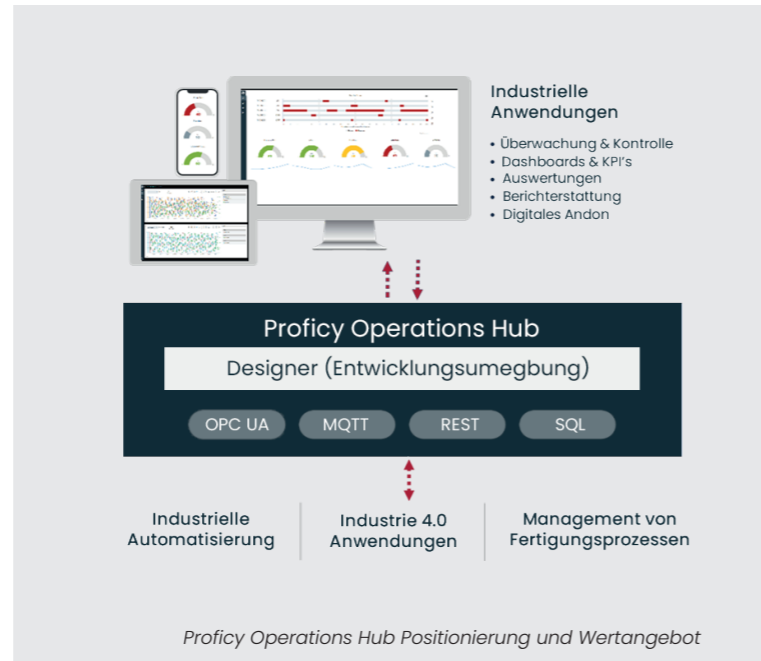 Industrielle
Anwendungen
• Überwachung & Kontrolle
• Dashboards & KPI's
• Auswertungen
• Berichterstattung
• Digitales Andon
Proficy Operations Hub
Designer (Entwicklungsumegbung)
OPC UA MQTT REST SQL
Industrielle
Automatisierung
Industrie 4.0
Anwendungen
Management von
Fertigungsprozessen
Proficy Operations Hub Positionierung und Wertangebot